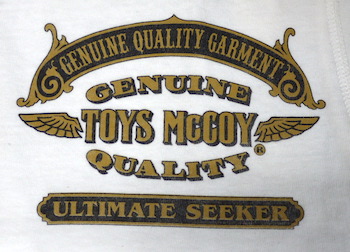 GENUINE QUALITY GARMENT
GENUINE
TOYS McCOY
QUALITY®
ULTIMATE SEEKER